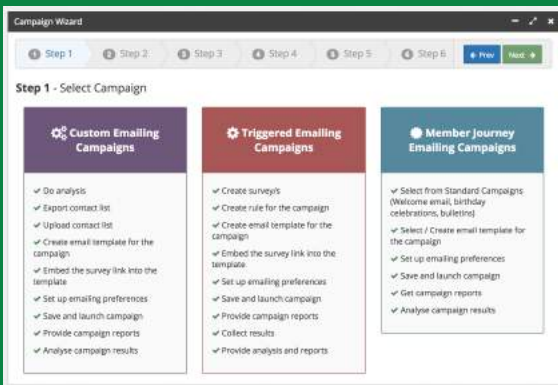 Campaign Wizard
1 Step 1 2 Step 2 3 Step 3 4 Step 4 5 Step 5 6 Step 6 Prev Next
Step 1 - Select Campaign
Custom Emailing
Campaigns
Do analysis
Export contact list
Upload contact list
Create email template for the
campaign
Embed the survey link into the
template
Set up emailing preferences
Save and launch campaign
Provide campaign reports
Analyse campaign results
Triggered Emailing
Campaigns
Create survey/s
Create rule for the campaign
Create email template for the
campaign
Embed the survey link into the
template
Set up emailing preferences
Save and launch campaign
Provide campaign reports
Collect results
Provide analysis and reports
Member Journey
Emailing Campaigns
Select from Standard Campaigns
(Welcome email, birthday
celebrations, bulletins)
Select / Create email template for
the campaign
Set up emailing preferences
Save and launch campaign
Get campaign reports
Analyse campaign results